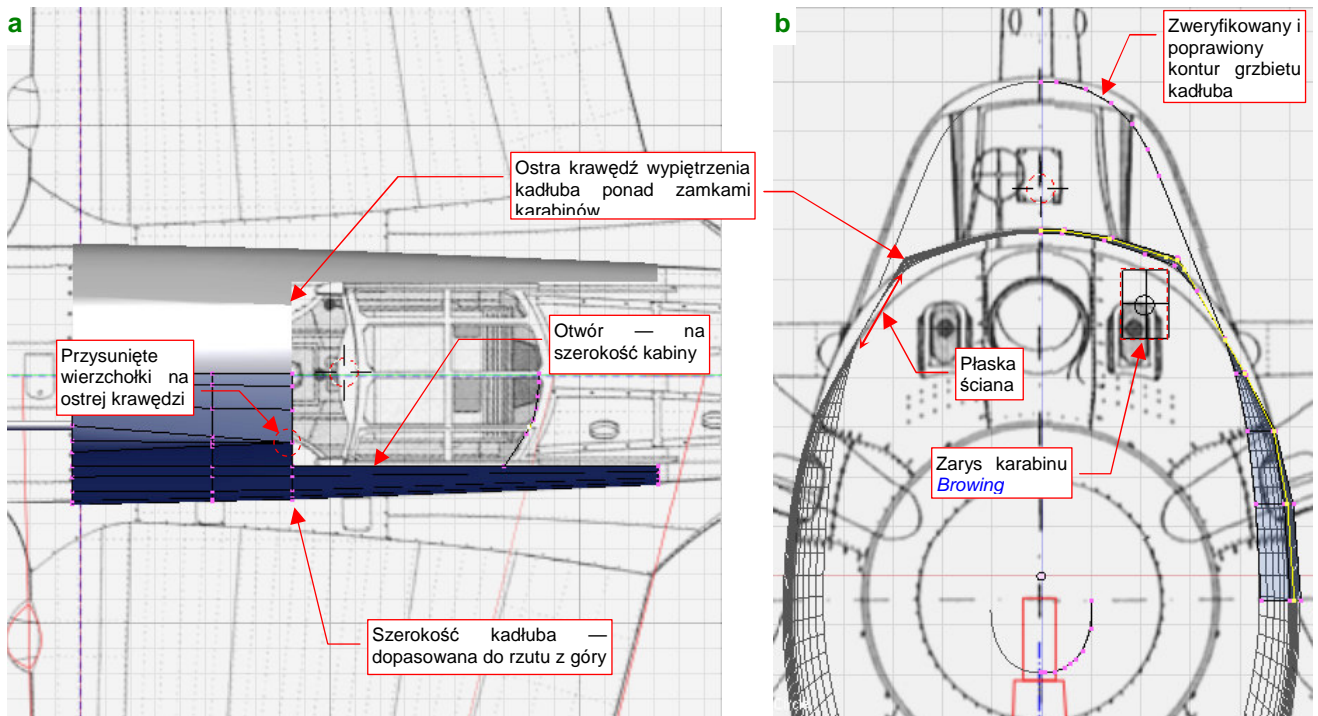 a
b
Zweryfikowany i
poprawiony
kontur grzbietu
kadłuba
Ostra krawędź wypiętrzenia
kadłuba ponad zamkami
karabinów
Otwór — na
szerokość kabiny
Przysunięte
wierzchołki na
ostrej krawędzi
Płaska
ściana
Zarys karabinu
Browing
Szerokość kadłuba —
dopasowana do rzutu z góry